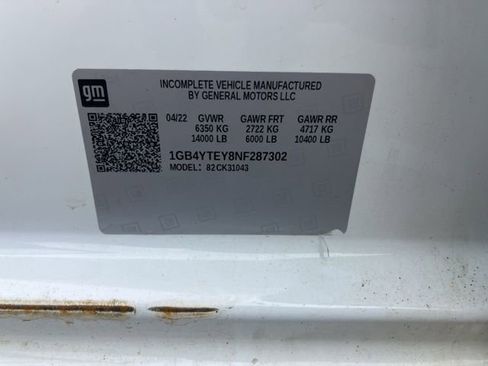 gm
INCOMPLETE VEHICLE MANUFACTURED
BY GENERAL MOTORS LLC
04/22 GVWR GAWR FRT GAWR RR
6350 KG 2722 KG 4717 KG
14000 LB 6000 LB 10400 LB
1GB4YTEY8NF287302
MODEL: 82CK31043